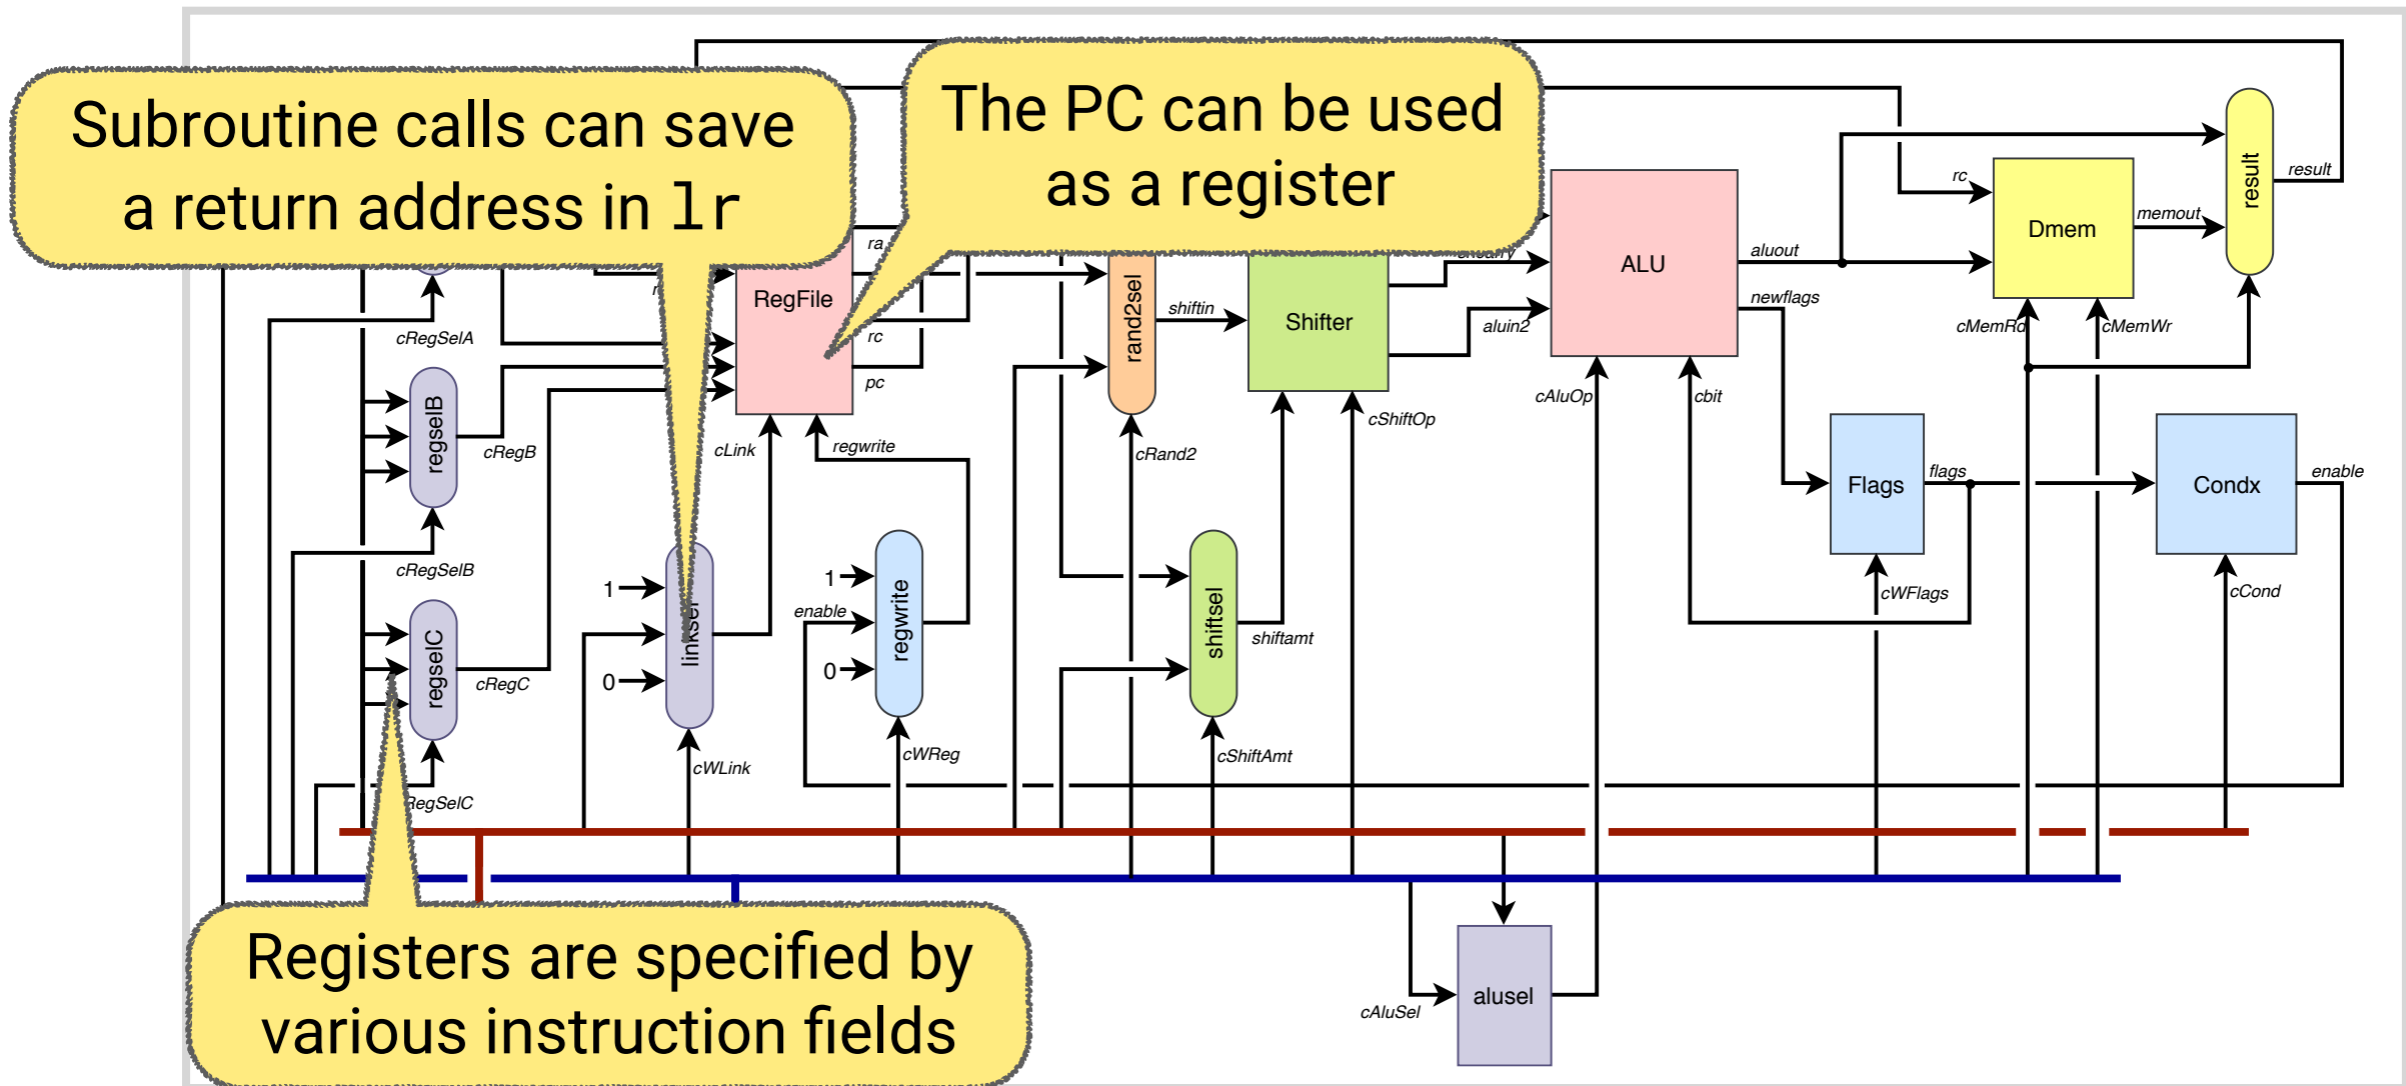 Subroutine calls can save
a return address in lr
The PC can be used
as a register
ra
rc
pc
RegFile
cRegSelA
regselB
cRegB
cRegSelB
regselC
cRegC
RegSelC
cLink
regwrite
1
0
linksel
cWLink
1
enable
0
regwrite
cWReg
rand2sel
cRand2
shiftin
Shifter
cShiftOp
shiftsel
shiftamt
cShiftAmt
aluin2
ALU
cAluOp
cbit
aluout
newflags
rc
Dmem
cMemRd
cMemWr
memout
result
result
Flags
flags
cWFlags
Condx
enable
cCond
cAluSel
alusel
Registers are specified by
various instruction fields